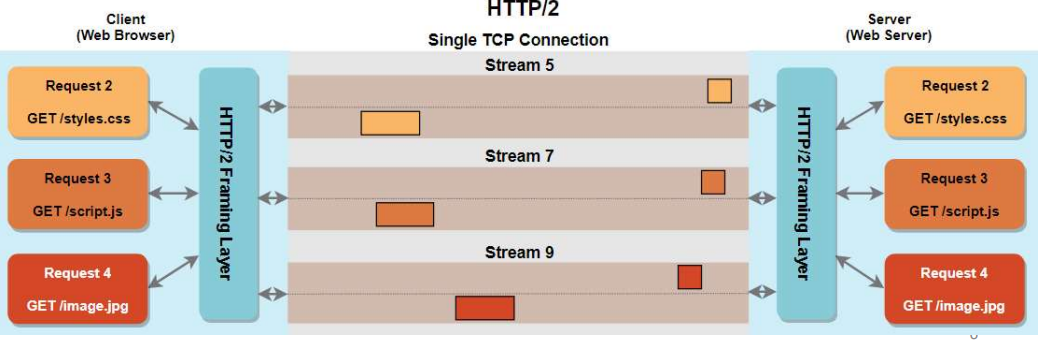 HTTP/2
Client
(Web Browser)
Server
(Web Server)
Single TCP Connection
Stream 5
Request 2
GET /styles.css
Request 2
GET /styles.css
Stream 7
Request 3
GET /script.js
Request 3
GET /script.js
Stream 9
Request 4
GET /image.jpg
Request 4
GET /image.jpg
HTTP/2 Framing Layer
HTTP/2 Framing Layer